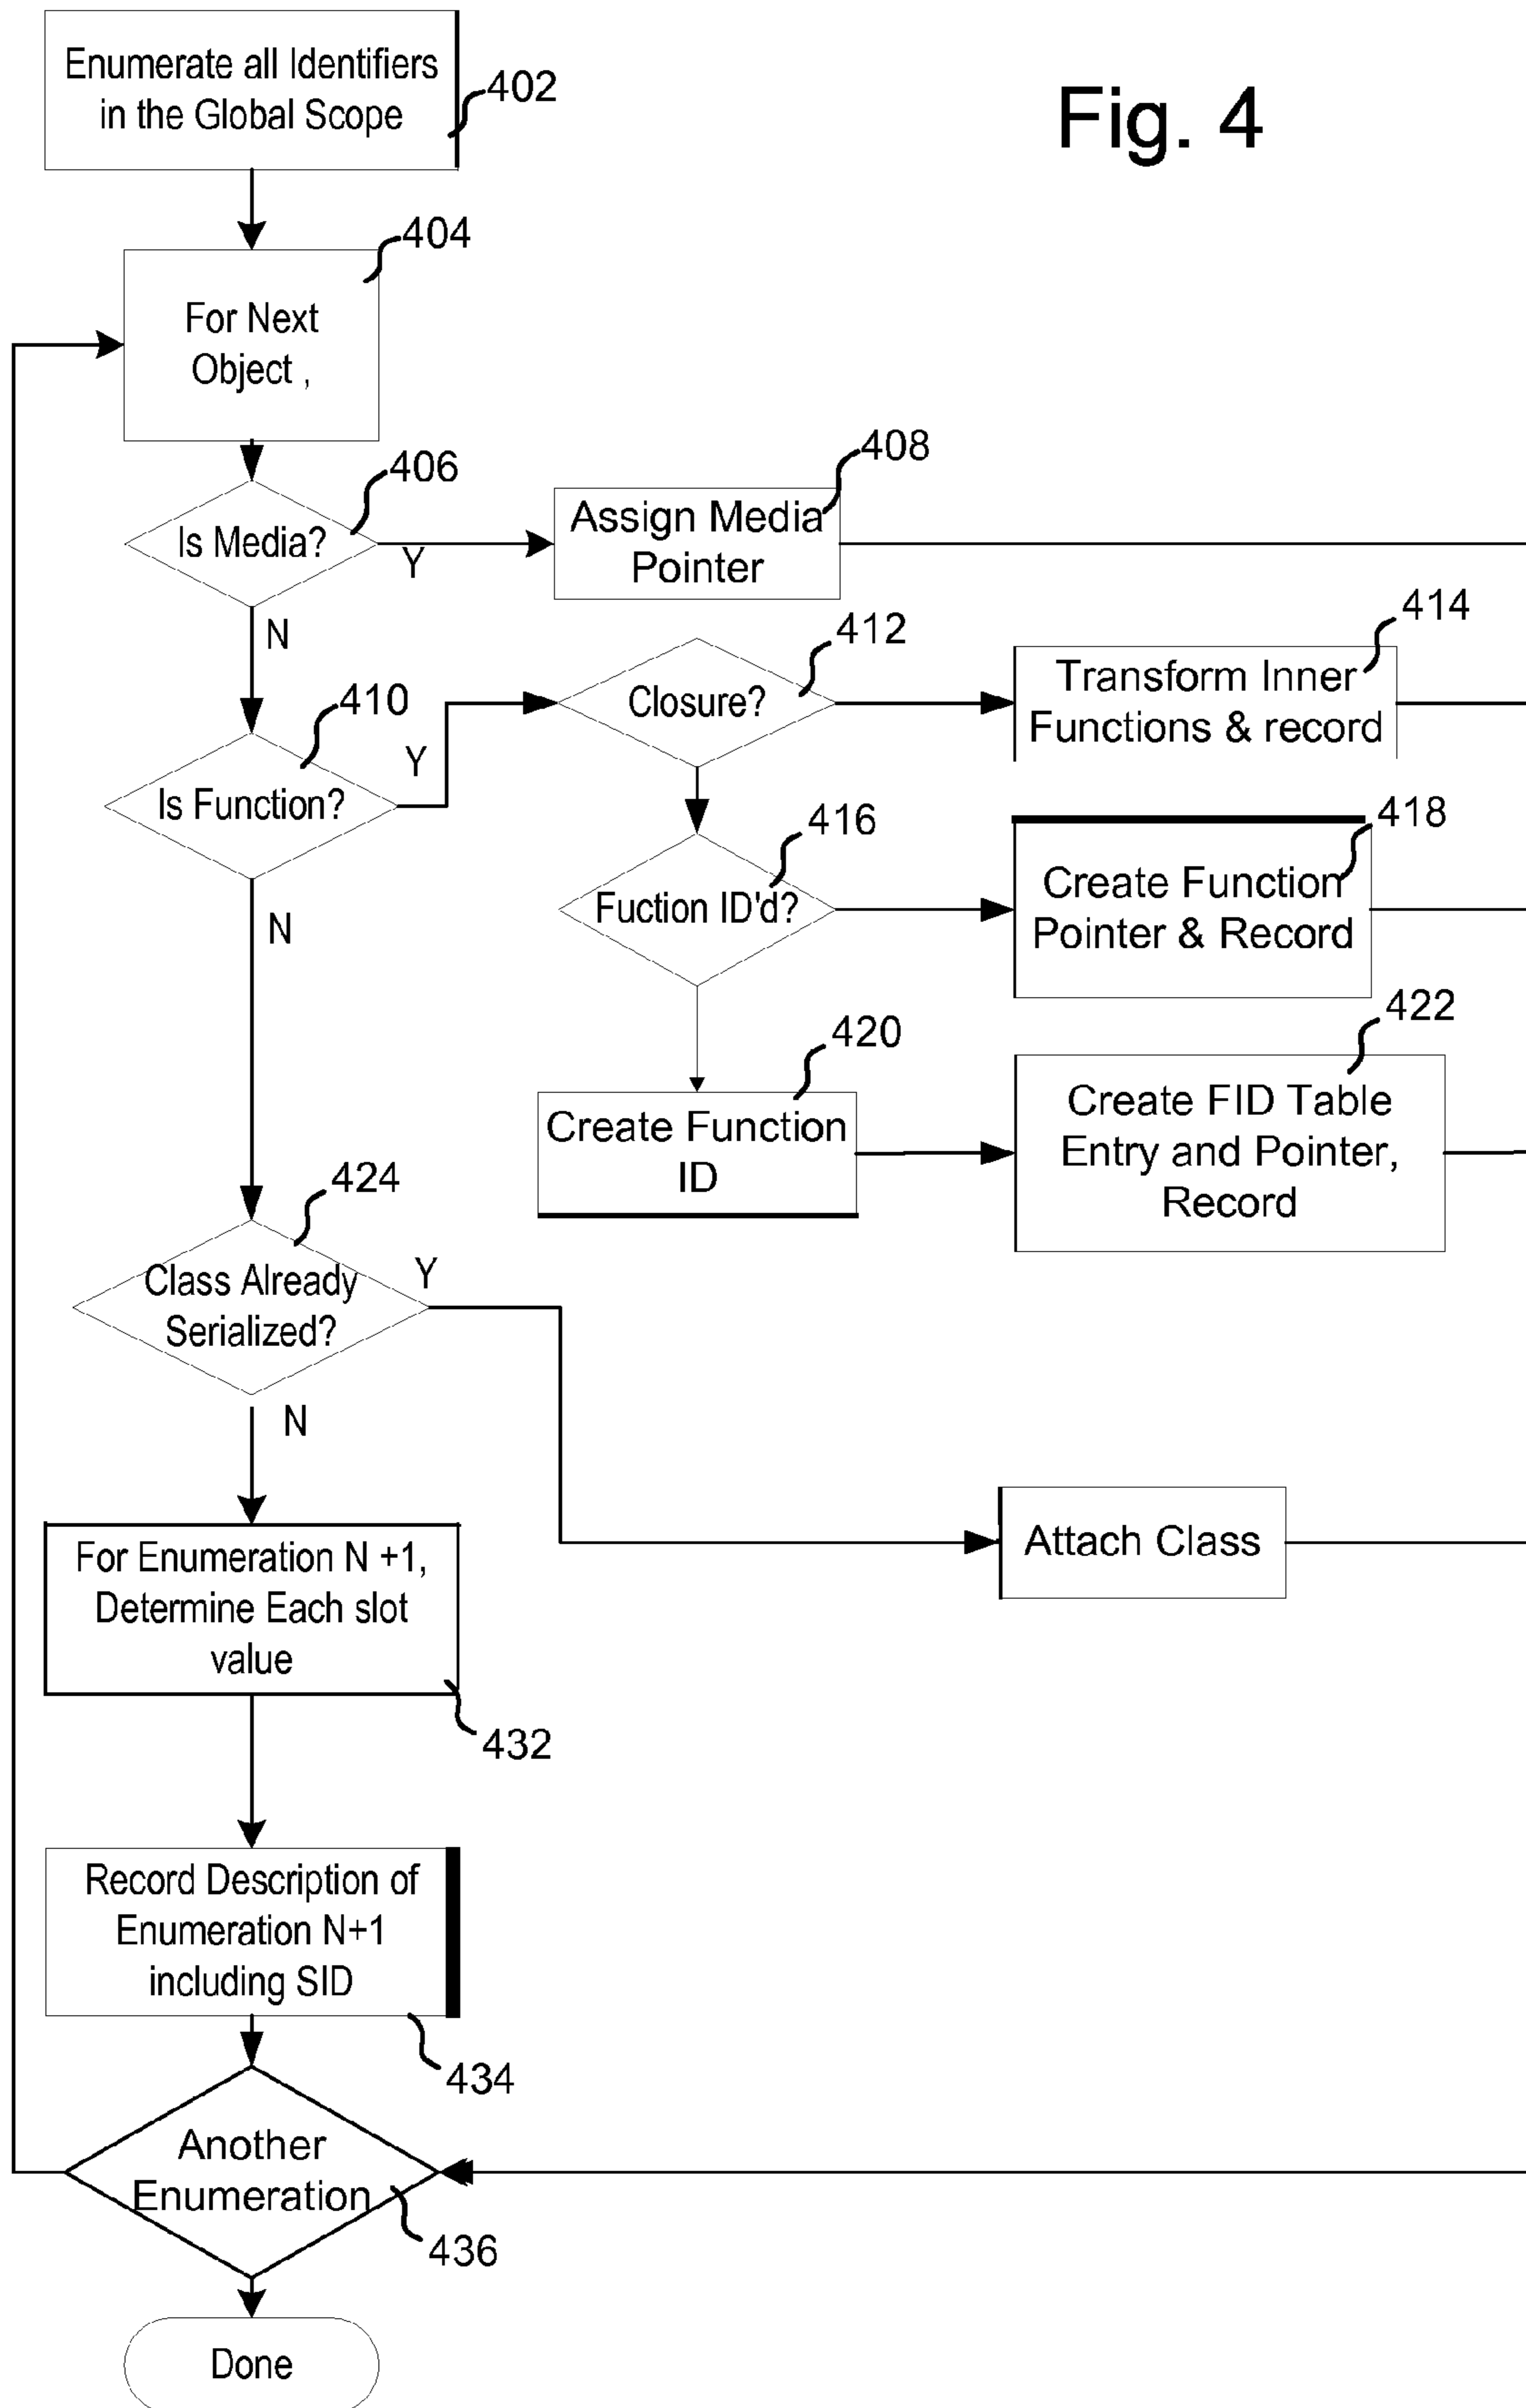 Enumerate all Identifiers
in the Global Scope
402
Fig. 4
404
For Next
Object ,
406
Is Media?
Y
N
408
Assign Media
Pointer
410
Is Function?
Y
N
412
Closure?
414
Transform Inner
Functions & record
416
Fuction ID'd?
418
Create Function
Pointer & Record
420
Create Function
ID
422
Create FID Table
Entry and Pointer,
Record
424
Class Already
Serialized?
Y
N
Attach Class
For Enumeration N +1,
Determine Each slot
value
432
Record Description of
Enumeration N+1
including SID
434
Another
Enumeration
436
Done